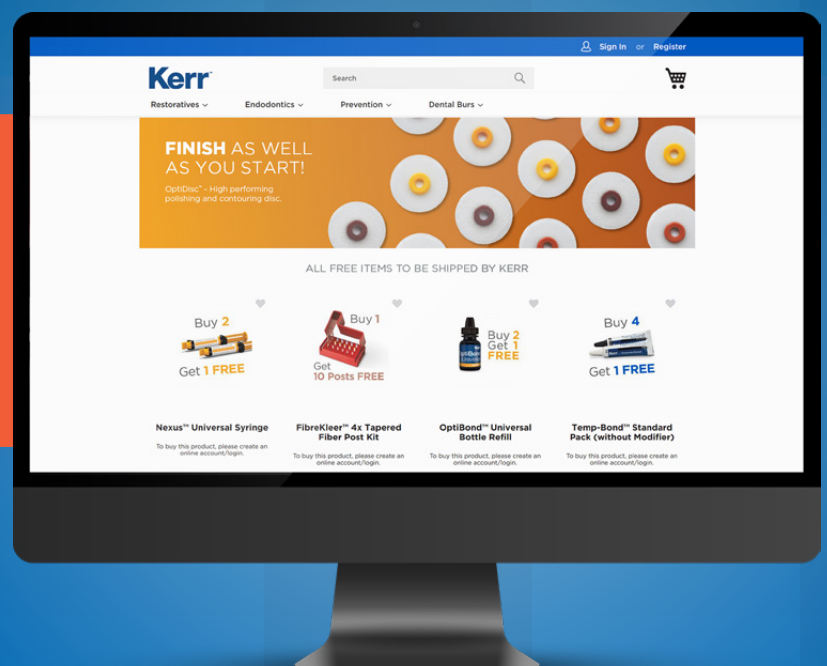 Sign In or Register
Kerr™
Search
Restoratives Endodontics Prevention Dental Burs
FINISH AS WELL
AS YOU START!
OptiDisc™ - High performing
polishing and contouring disc.
ALL FREE ITEMS TO BE SHIPPED BY KERR
Buy 2
Get 1 FREE
Nexus™ Universal Syringe
To buy this product, please create an
online account/login.
Buy 1
Get
10 Posts FREE
FibreKleer™ 4x Tapered
Fiber Post Kit
To buy this product, please create an
online account/login.
OptiBond
Buy 2
Get 1
FREE
OptiBond™ Universal
Bottle Refill
To buy this product, please create an
online account/login.
Buy 4
Kerr
Get 1 FREE
Temp-Bond™ Standard
Pack (without Modifier)
To buy this product, please create an
online account/login.